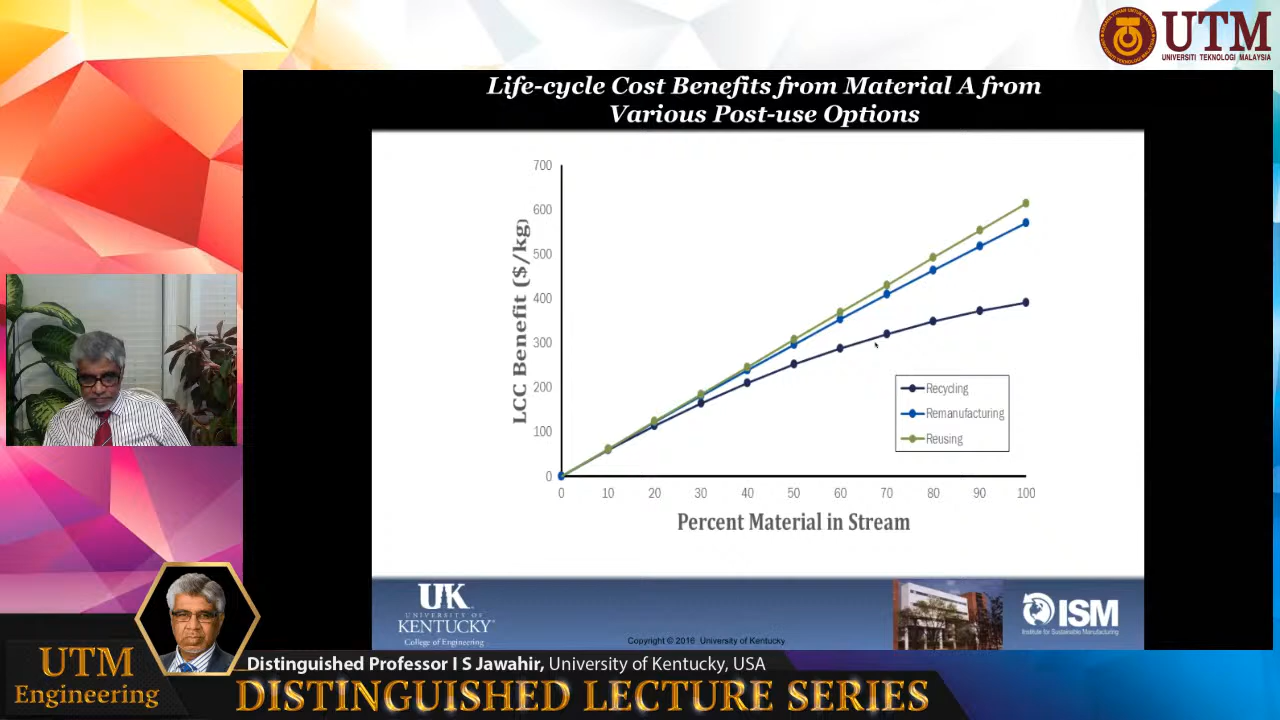 UTM
UNIVERSITI TEKNOLOGI MALAYSIA
Life-cycle Cost Benefits from Material A from
Various Post-use Options
LCC Benefit ($/kg)
700
600
500
400
300
200
100
0
0 10 20 30 40 50 60 70 80 90 100
Percent Material in Stream
Recycling
Remanufacturing
Reusing
UK
UNIVERSITY OF
KENTUCKY
College of Engineering
Copyright © 2016 University of Kentucky
ISM
Institute for Sustainable Manufacturing
UTM
Engineering
Distinguished Professor I S Jawahir, University of Kentucky, USA
DISTINGUISHED LECTURE SERIES